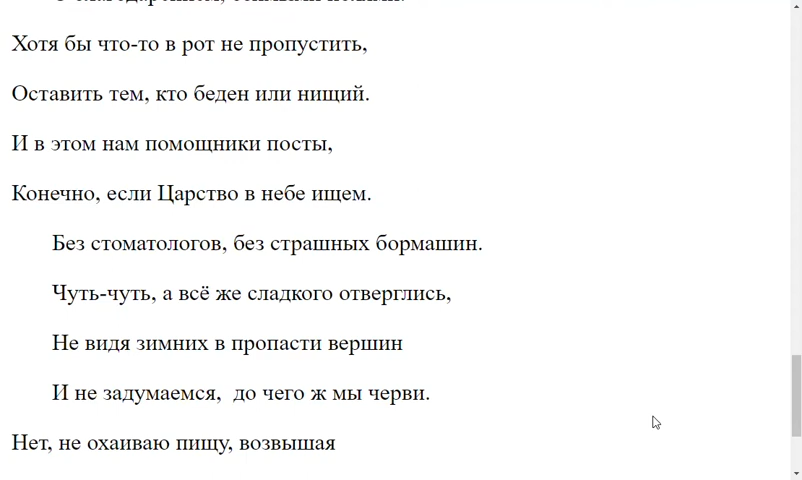 Хотя бы что-то в рот не пропустить,
Оставить тем, кто беден или нищий.
И в этом нам помощники посты,
Конечно, если Царство в небе ищем.
Без стоматологов, без страшных бормашин.
Чуть-чуть, а всё же сладкого отверглись,
Не видя зимних в пропасти вершин
И не задумаемся,  до чего ж мы черви.
Нет, не охаиваю пищу, возвышая